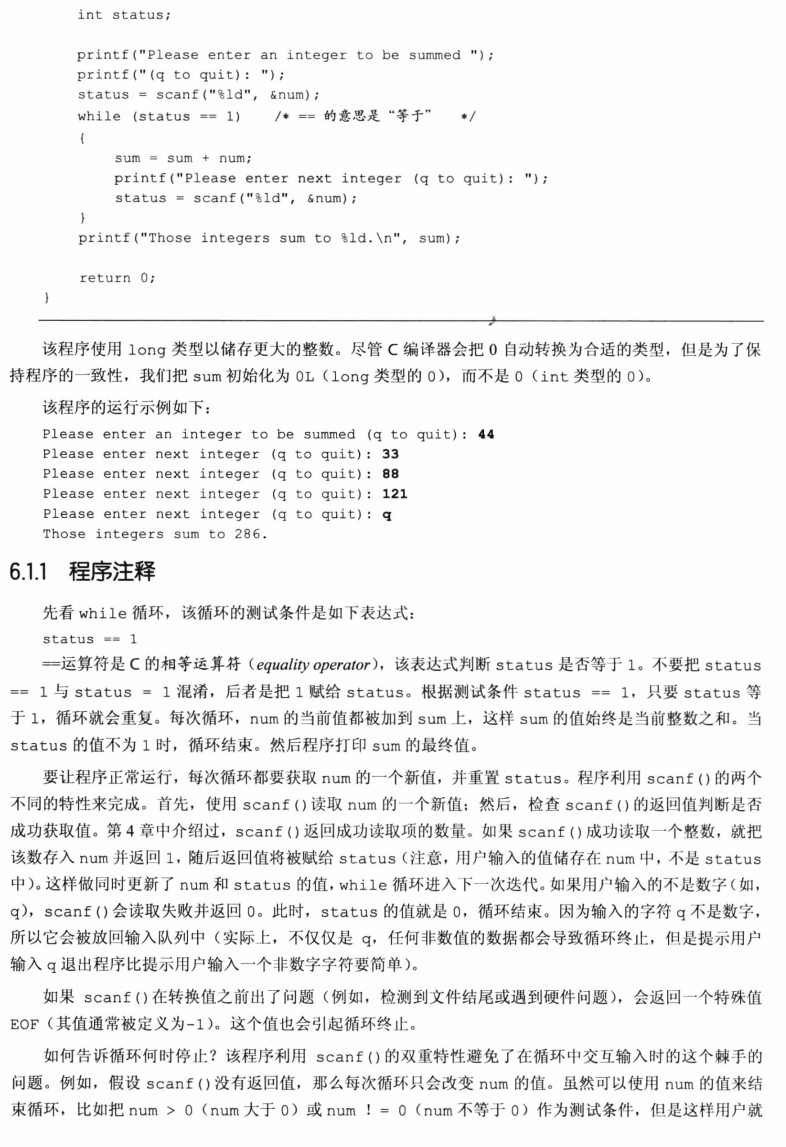 int status;
printf("Please enter an integer to be summed ");
printf("(q to quit): ");
status = scanf("%ld", &num);
while (status == 1)    /* == 的意思是“等于”   */
{
sum = sum + num;
printf("Please enter next integer (q to quit): ");
status = scanf("%ld", &num);
}
printf("Those integers sum to %ld.\n", sum);
return 0;
}
该程序使用 long 类型以储存更大的整数。尽管 C 编译器会把 0 自动转换为合适的类型，但是为了保
持程序的一致性，我们把 sum 初始化为 0L（long 类型的 0），而不是 0（int 类型的 0）。
该程序的运行示例如下：
Please enter an integer to be summed (q to quit): 44
Please enter next integer (q to quit): 33
Please enter next integer (q to quit): 88
Please enter next integer (q to quit): 121
Please enter next integer (q to quit): q
Those integers sum to 286.
6.1.1 程序注释
先看 while 循环，该循环的测试条件是如下表达式：
status == 1
==运算符是 C 的相等运算符（equality operator），该表达式判断 status 是否等于 1。不要把 status
== 1 与 status = 1 混淆，后者是把 1 赋给 status。根据测试条件 status == 1，只要 status 等
于 1，循环就会重复。每次循环，num 的当前值都被加到 sum 上，这样 sum 的值始终是当前整数之和。当
status 的值不为 1 时，循环结束。然后程序打印 sum 的最终值。
要让程序正常运行，每次循环都要获取 num 的一个新值，并重置 status。程序利用 scanf()的两个
不同的特性来完成。首先，使用 scanf()读取 num 的一个新值；然后，检查 scanf()的返回值判断是否
成功获取值。第 4 章中介绍过，scanf()返回成功读取项的数量。如果 scanf()成功读取一个整数，就把
该数存入 num 并返回 1，随后返回值将被赋给 status（注意，用户输入的值储存在 num 中，不是 status
中）。这样做同时更新了 num 和 status 的值，while 循环进入下一次迭代。如果用户输入的不是数字（如，
q），scanf()会读取失败并返回 0。此时，status 的值就是 0，循环结束。因为输入的字符 q 不是数字，
所以它会被放回输入队列中（实际上，不仅仅是 q，任何非数值的数据都会导致循环终止，但是提示用户
输入 q 退出程序比提示用户输入一个非数字字符要简单）。
如果 scanf()在转换值之前出了问题（例如，检测到文件结尾或遇到硬件问题），会返回一个特殊值
EOF（其值通常被定义为-1）。这个值也会引起循环终止。
如何告诉循环何时停止？该程序利用 scanf()的双重特性避免了在循环中交互输入时的这个棘手的
问题。例如，假设 scanf()没有返回值，那么每次循环只会改变 num 的值。虽然可以使用 num 的值来结
束循环，比如把 num > 0（num 大于 0）或 num ! = 0（num 不等于 0）作为测试条件，但是这样用户就